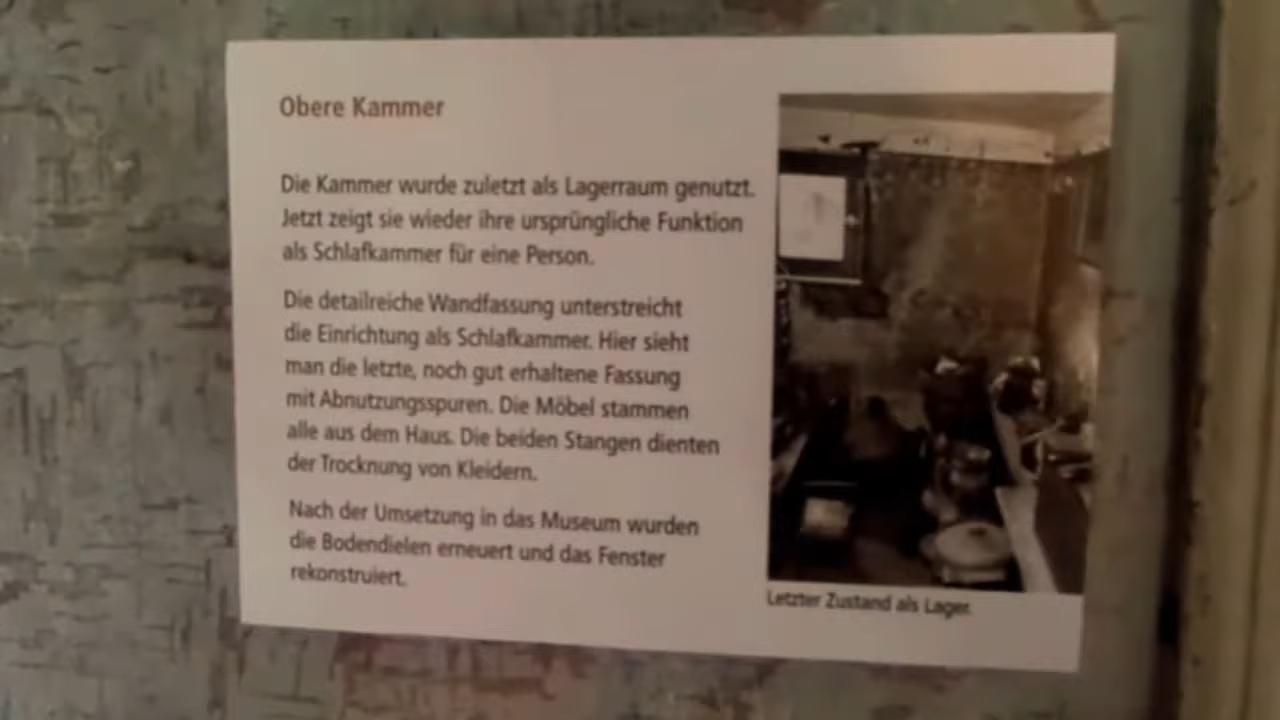 Obere Kammer
Die Kammer wurde zuletzt als Lagerraum genutzt.
Jetzt zeigt sie wieder ihre ursprüngliche Funktion
als Schlafkammer für eine Person.
Die detailreiche Wandfassung unterstreicht
die Einrichtung als Schlafkammer. Hier sieht
man die letzte, noch gut erhaltene Fassung
mit Abnutzungsspuren. Die Möbel stammen
alle aus dem Haus. Die beiden Stangen dienten
der Trocknung von Kleidern.
Nach der Umsetzung in das Museum wurden
die Bodendielen erneuert und das Fenster
rekonstruiert.
Letzter Zustand als Lager.